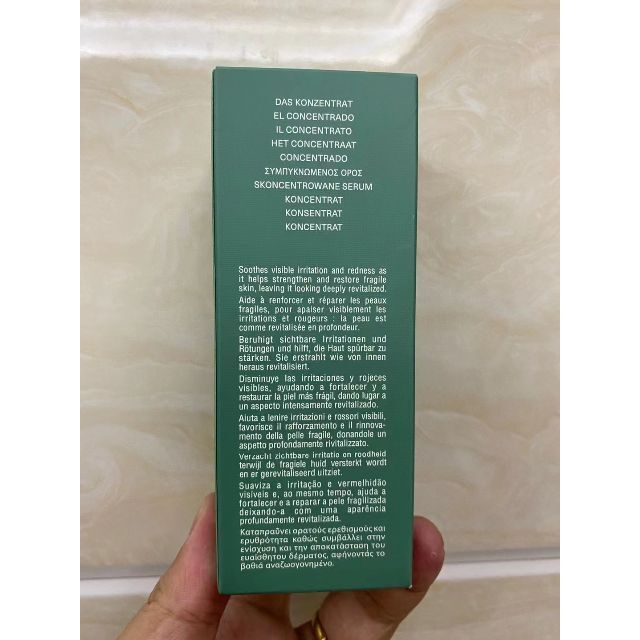 DAS KONZENTRAT
EL CONCENTRADO
IL CONCENTRATO
HET CONCENTRAAT
CONCENTRADO
ΣΥΜΠΥΚΝΩΜΕΝΟΣ ΟΡΟΣ
SKONCENTROWANE SERUM
KONCENTRAT
KONSENTRAT
KONCENTRAT
Soothes visible irritation and redness as
it helps strengthen and restore fragile
skin, leaving it looking deeply revitalized.
Aide à renforcer et réparer les peaux
fragiles, pour apaiser visiblement les
irritations et rougeurs : la peau est
comme revitalisée en profondeur.
Beruhigt sichtbare Irritationen und
Rötungen und hilft, die Haut spürbar zu
stärken. Sie erstrahlt wie von innen
heraus revitalisiert.
Disminuye las irritaciones y rojeces
visibles, ayudando a fortalecer y a
restaurar la piel más frágil, dando lugar a
un aspecto intensamente revitalizado.
Aiuta a lenire irritazioni e rossori visibili,
favorisce il rafforzamento e il rinnova-
mento della pelle fragile, donandole un
aspetto profondamente rivitalizzato.
Verzacht zichtbare irritatie en roodheid
terwijl de fragiele huid versterkt wordt
en er gerevitaliseerd uitziet.
Suaviza a irritação e vermelhidão
visíveis e, ao mesmo tempo, ajuda a
fortalecer e a reparar a pele fragilizada
deixando-a com uma aparência
profundamente revitalizada.
Καταπραΰνει ορατούς ερεθισμούς και
ερυθρότητα καθώς συμβάλλει στην
ενίσχυση και την αποκατάσταση του
ευαίσθητου δέρματος, αφήνοντάς το
βαθιά αναζωογονημένο.